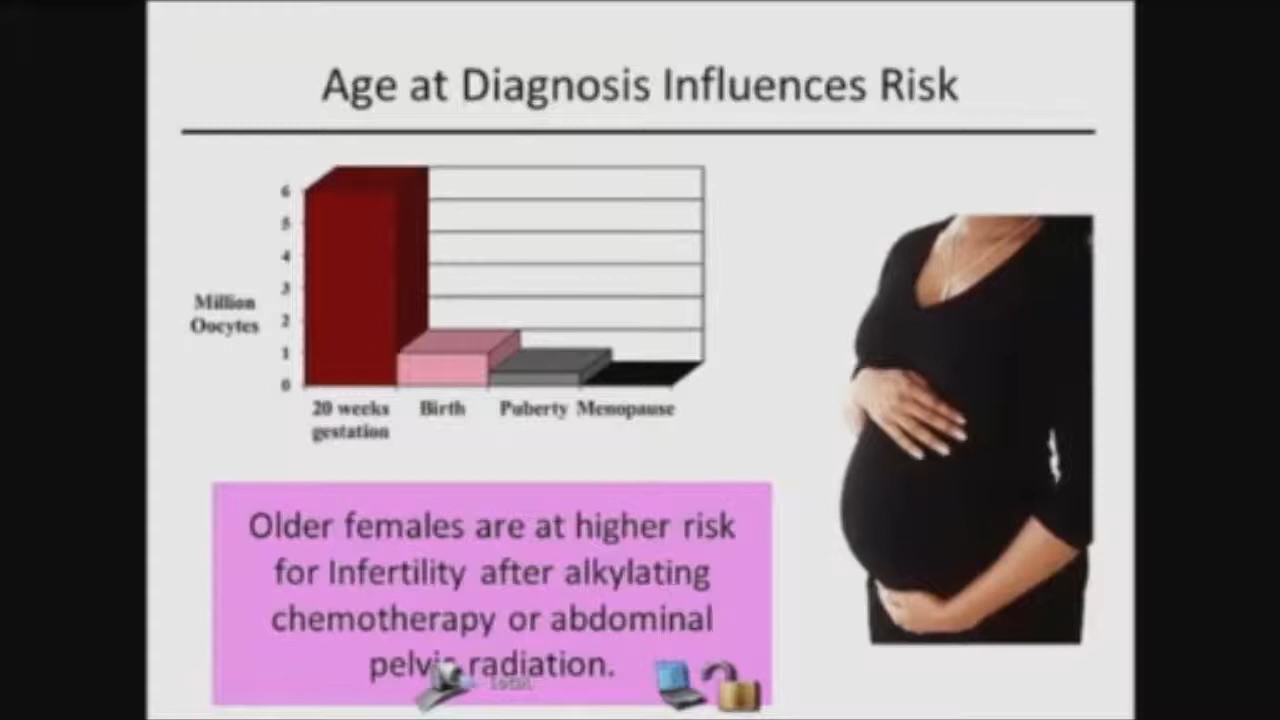 Age at Diagnosis Influences Risk
6
5
4
3
2
1
0
Million
Oocytes
20 weeks
gestation
Birth
Puberty
Menopause
Older females are at higher risk
for Infertility after alkylating
chemotherapy or abdominal
pelvic radiation.